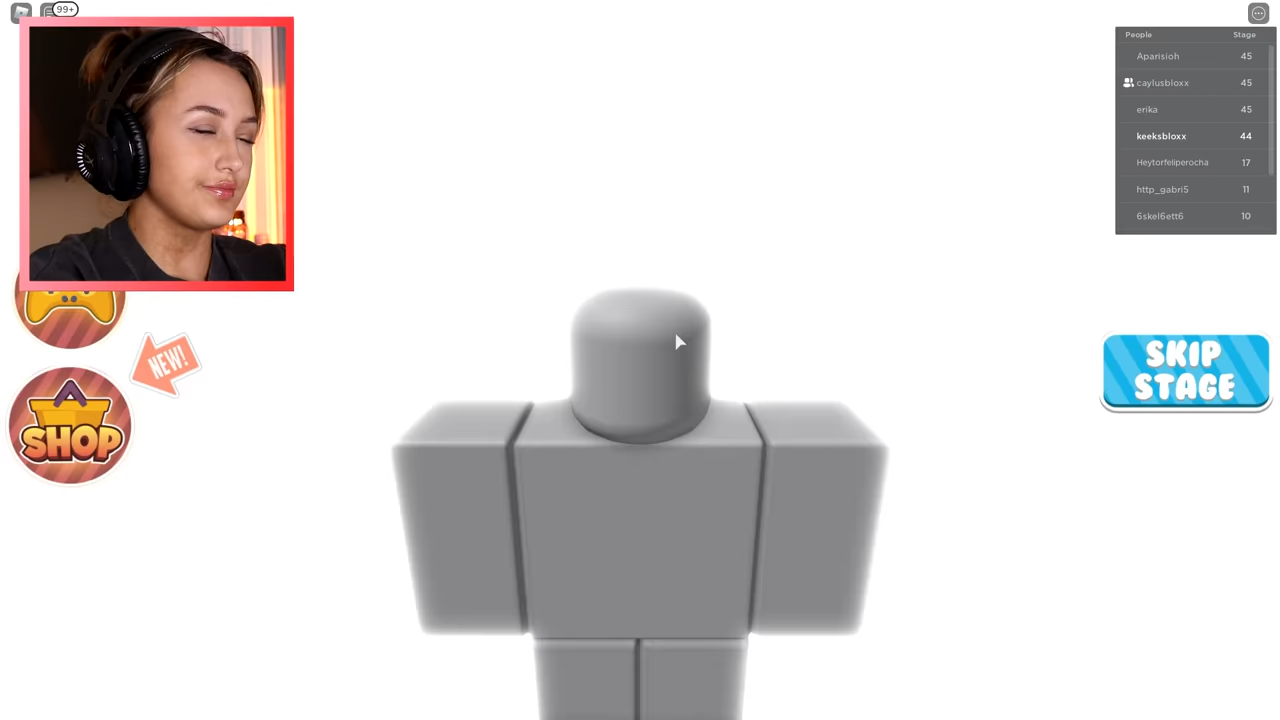 99+
People Stage
Aparisioh 45
caylusbloxx 45
erika 45
keeksbloxx 44
Heytorfeliperocha 17
http_gabri5 11
6skel6ett6 10
NEW!
SHOP
SKIP
STAGE